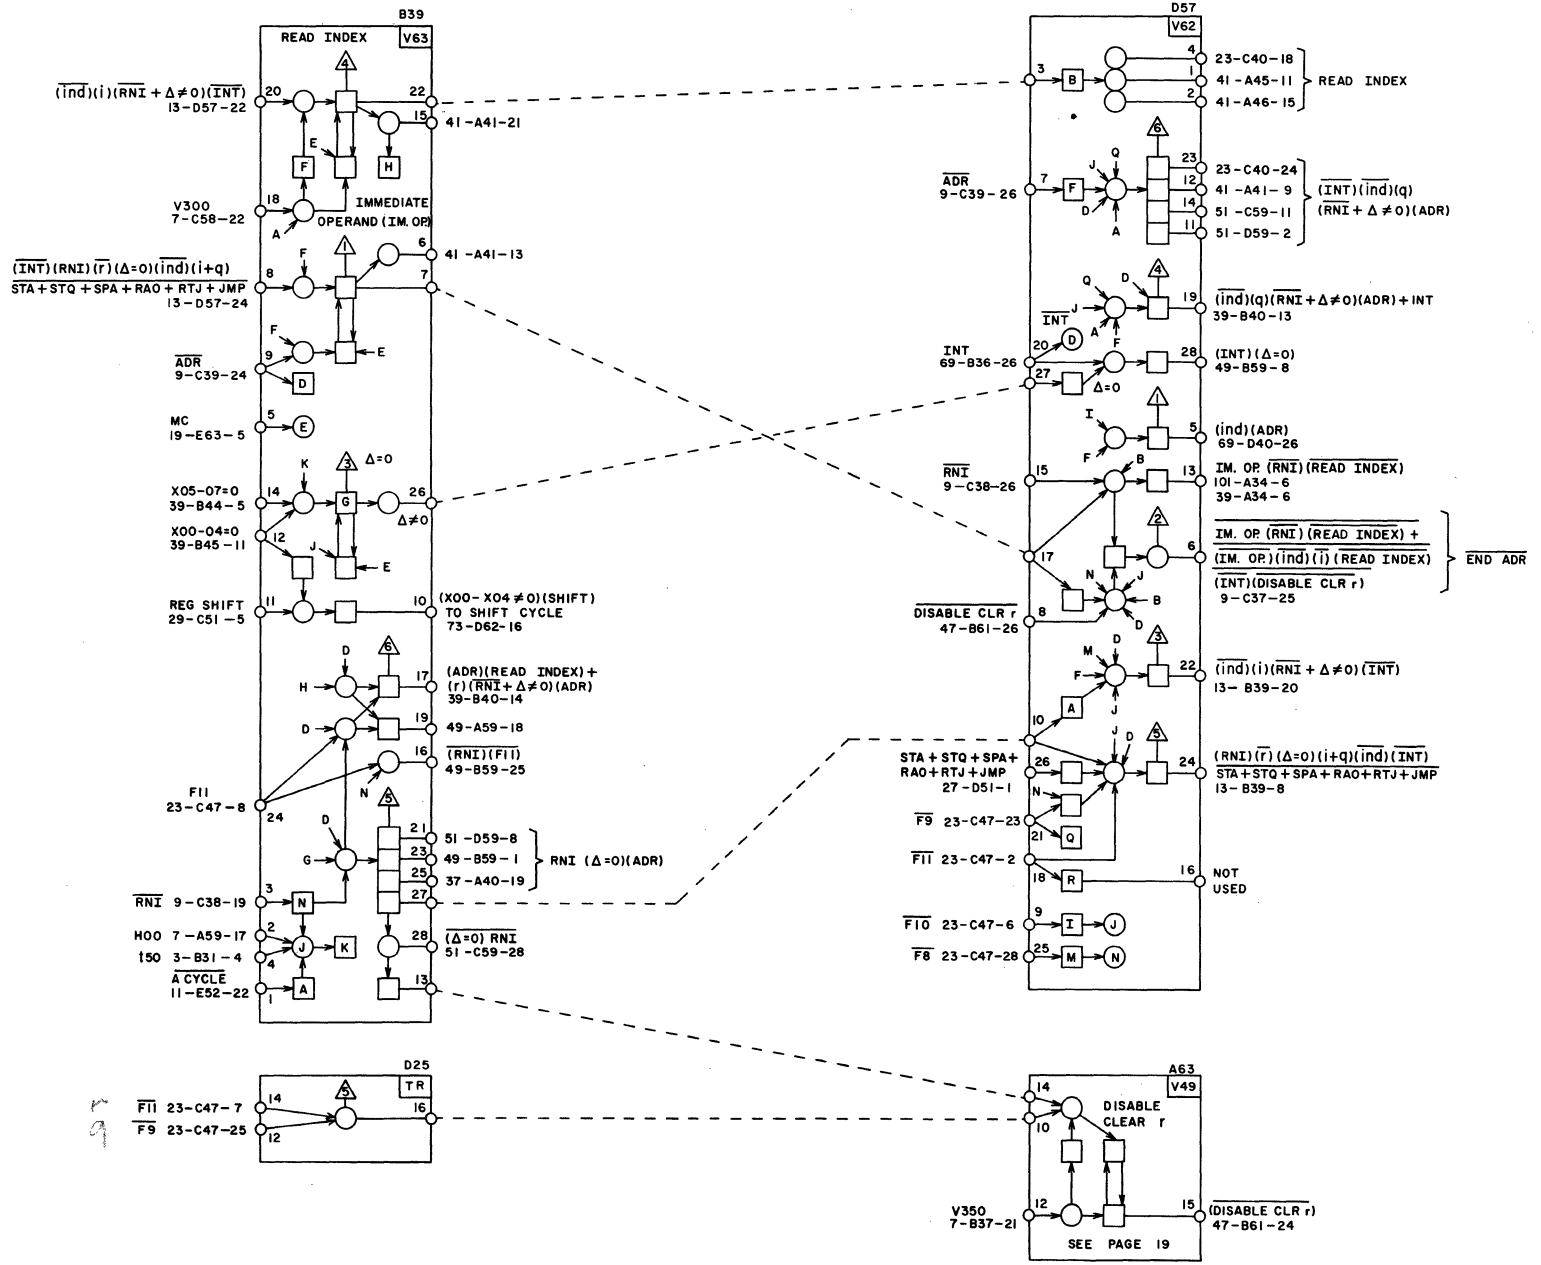 B39
V63
READ INDEX
4
(ind)(i)(RNI + Δ≠0)(INT)
13-D57-22
20
22
15
41-A41-21
E
F
H
V300
7-C58-22
18
A
IMMEDIATE
OPERAND (IM. OP.)
1
6
41-A41-13
7
F
(INT)(RNI)(r)(Δ=0)(ind)(i+q)
STA+STQ+SPA+RAO+RTJ+JMP
13-D57-24
8
F
E
ADR
9-C39-24
9
D
MC
19-E63-5
5
E
K
3
Δ=0
X05-07=0
39-B44-5
14
G
26
Δ≠0
X00-04=0
39-B45-11
12
J
E
REG SHIFT
29-C51-5
11
10
(X00-X04≠0)(SHIFT)
TO SHIFT CYCLE
73-D62-16
D
6
H
17
(ADR)(READ INDEX)+
(r)(RNI+Δ≠0)(ADR)
39-B40-14
D
19
49-A59-18
16
(RNI)(F11)
49-B59-25
N
F11
23-C47-8
24
5
D
G
21
51-D59-8
23
49-B59-1
25
37-A40-19
27
RNI (Δ=0)(ADR)
RNI 9-C38-19
3
N
H00 7-A59-17
2
J
K
t50 3-B31-4
4
28
(Δ=0) RNI
51-C59-28
A CYCLE
11-E52-22
1
A
13
D25
TR
5
r
F11 23-C47-7
14
16
q
F9 23-C47-25
12
D57
V62
3
B
4
23-C40-18
1
41-A45-11
2
41-A46-15
READ INDEX
6
Q
J
ADR
9-C39-26
7
F
D
A
23
23-C40-24
12
41-A41-9
14
51-C59-11
11
51-D59-2
(INT)(ind)(q)
(RNI+Δ≠0)(ADR)
4
Q
D
J
A
F
19
(ind)(q)(RNI+Δ≠0)(ADR)+INT
39-B40-13
INT
D
INT
69-B36-26
20
27
Δ=0
28
(INT)(Δ=0)
49-B59-8
1
I
F
5
(ind)(ADR)
69-D40-26
RNI
9-C38-26
15
B
13
IM. OP. (RNI)(READ INDEX)
101-A34-6
39-A34-6
2
17
6
IM. OP. (RNI)(READ INDEX)+
(IM. OP.)(ind)(i)(READ INDEX)
(INT)(DISABLE CLR r)
9-C37-25
END ADR
N
J
B
D
DISABLE CLR r
47-B61-26
8
3
D
M
F
J
A
22
(ind)(i)(RNI+Δ≠0)(INT)
13-B39-20
10
J
D
5
STA+STQ+SPA+
RAO+RTJ+JMP
27-D51-1
26
24
(RNI)(r)(Δ=0)(i+q)(ind)(INT)
STA+STQ+SPA+RAO+RTJ+JMP
13-B39-8
N
F9 23-C47-23
21
Q
F11 23-C47-2
18
R
16
NOT
USED
F10 23-C47-6
9
I
J
F8 23-C47-28
25
M
N
A63
V49
14
10
DISABLE
CLEAR r
V350
7-B37-21
12
15
(DISABLE CLR r)
47-B61-24
SEE PAGE 19